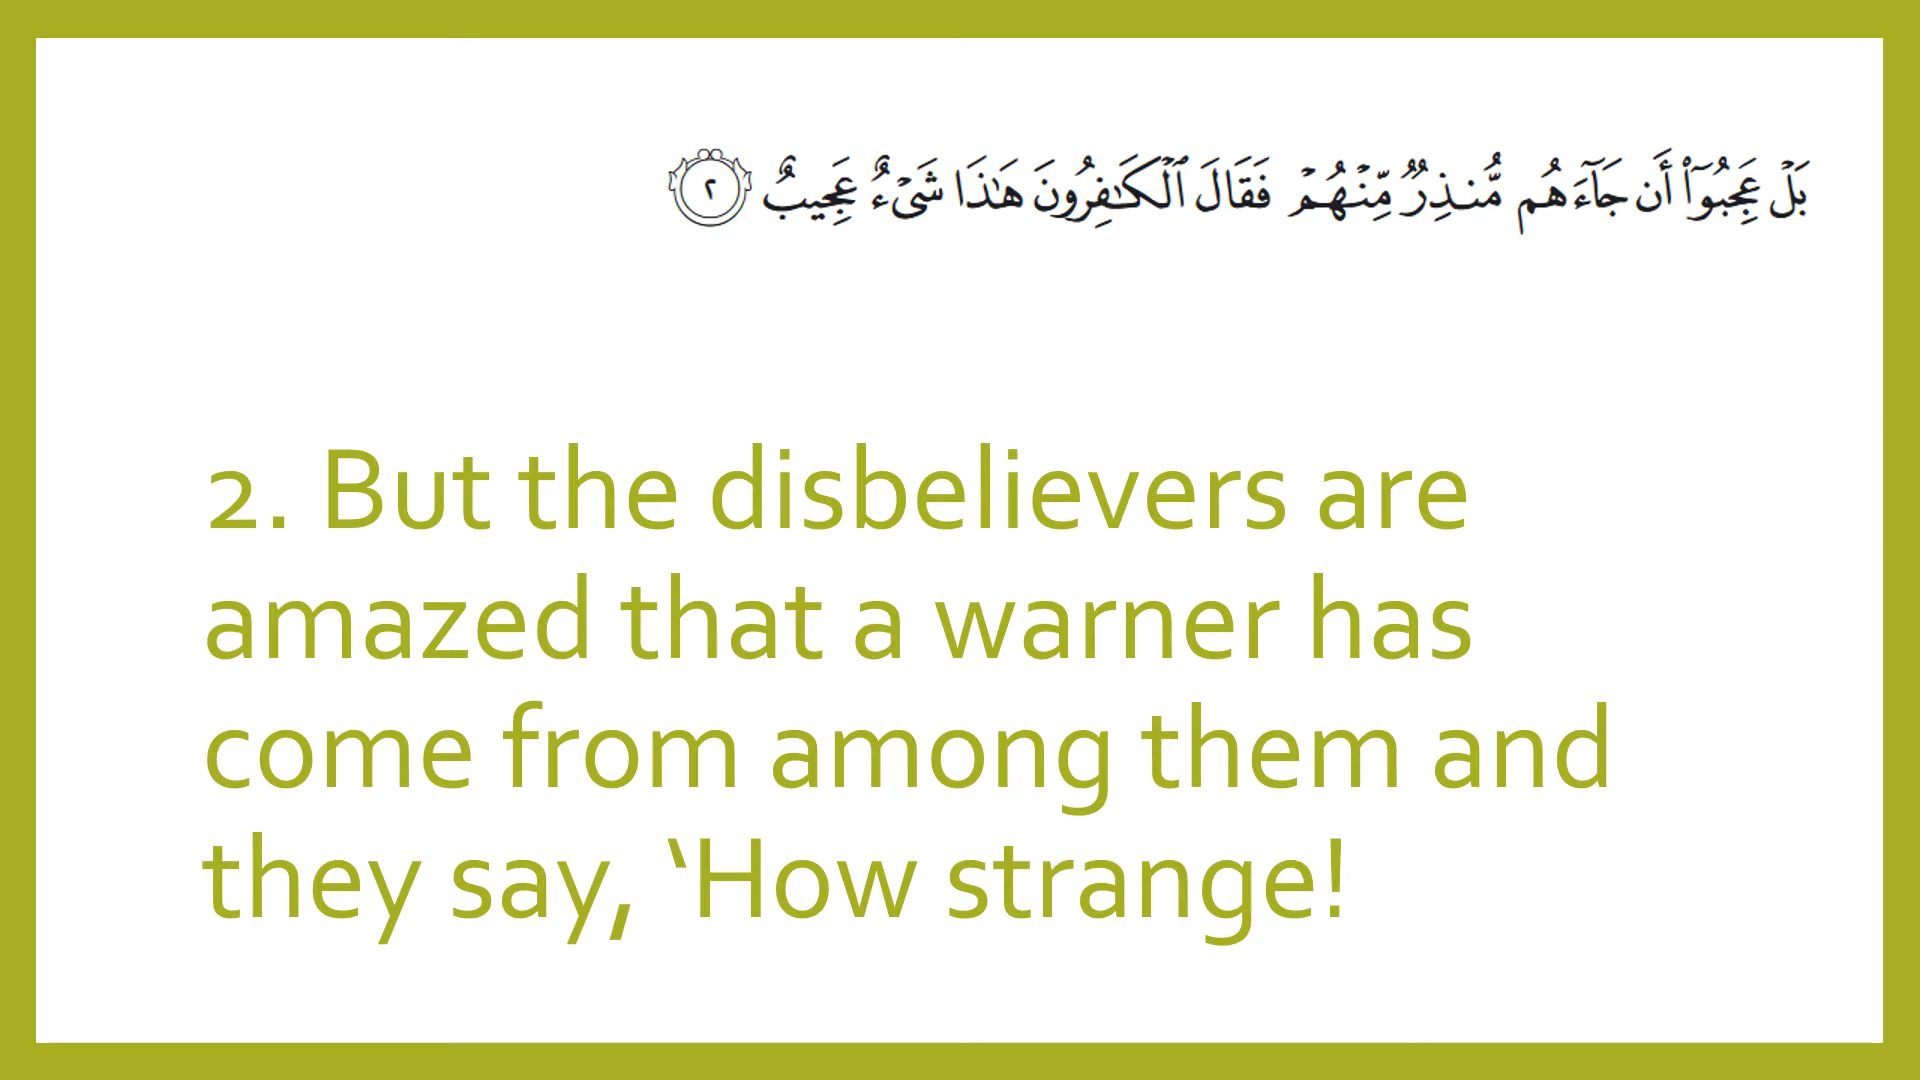 بَلۡ عَجِبُوٓاْ أَن جَآءَهُم مُّنذِرٞ مِّنۡهُمۡ فَقَالَ ٱلۡكَٰفِرُونَ هَٰذَا شَيۡءٌ عَجِيبٌ ٢
2. But the disbelievers are
amazed that a warner has
come from among them and
they say, ‘How strange!